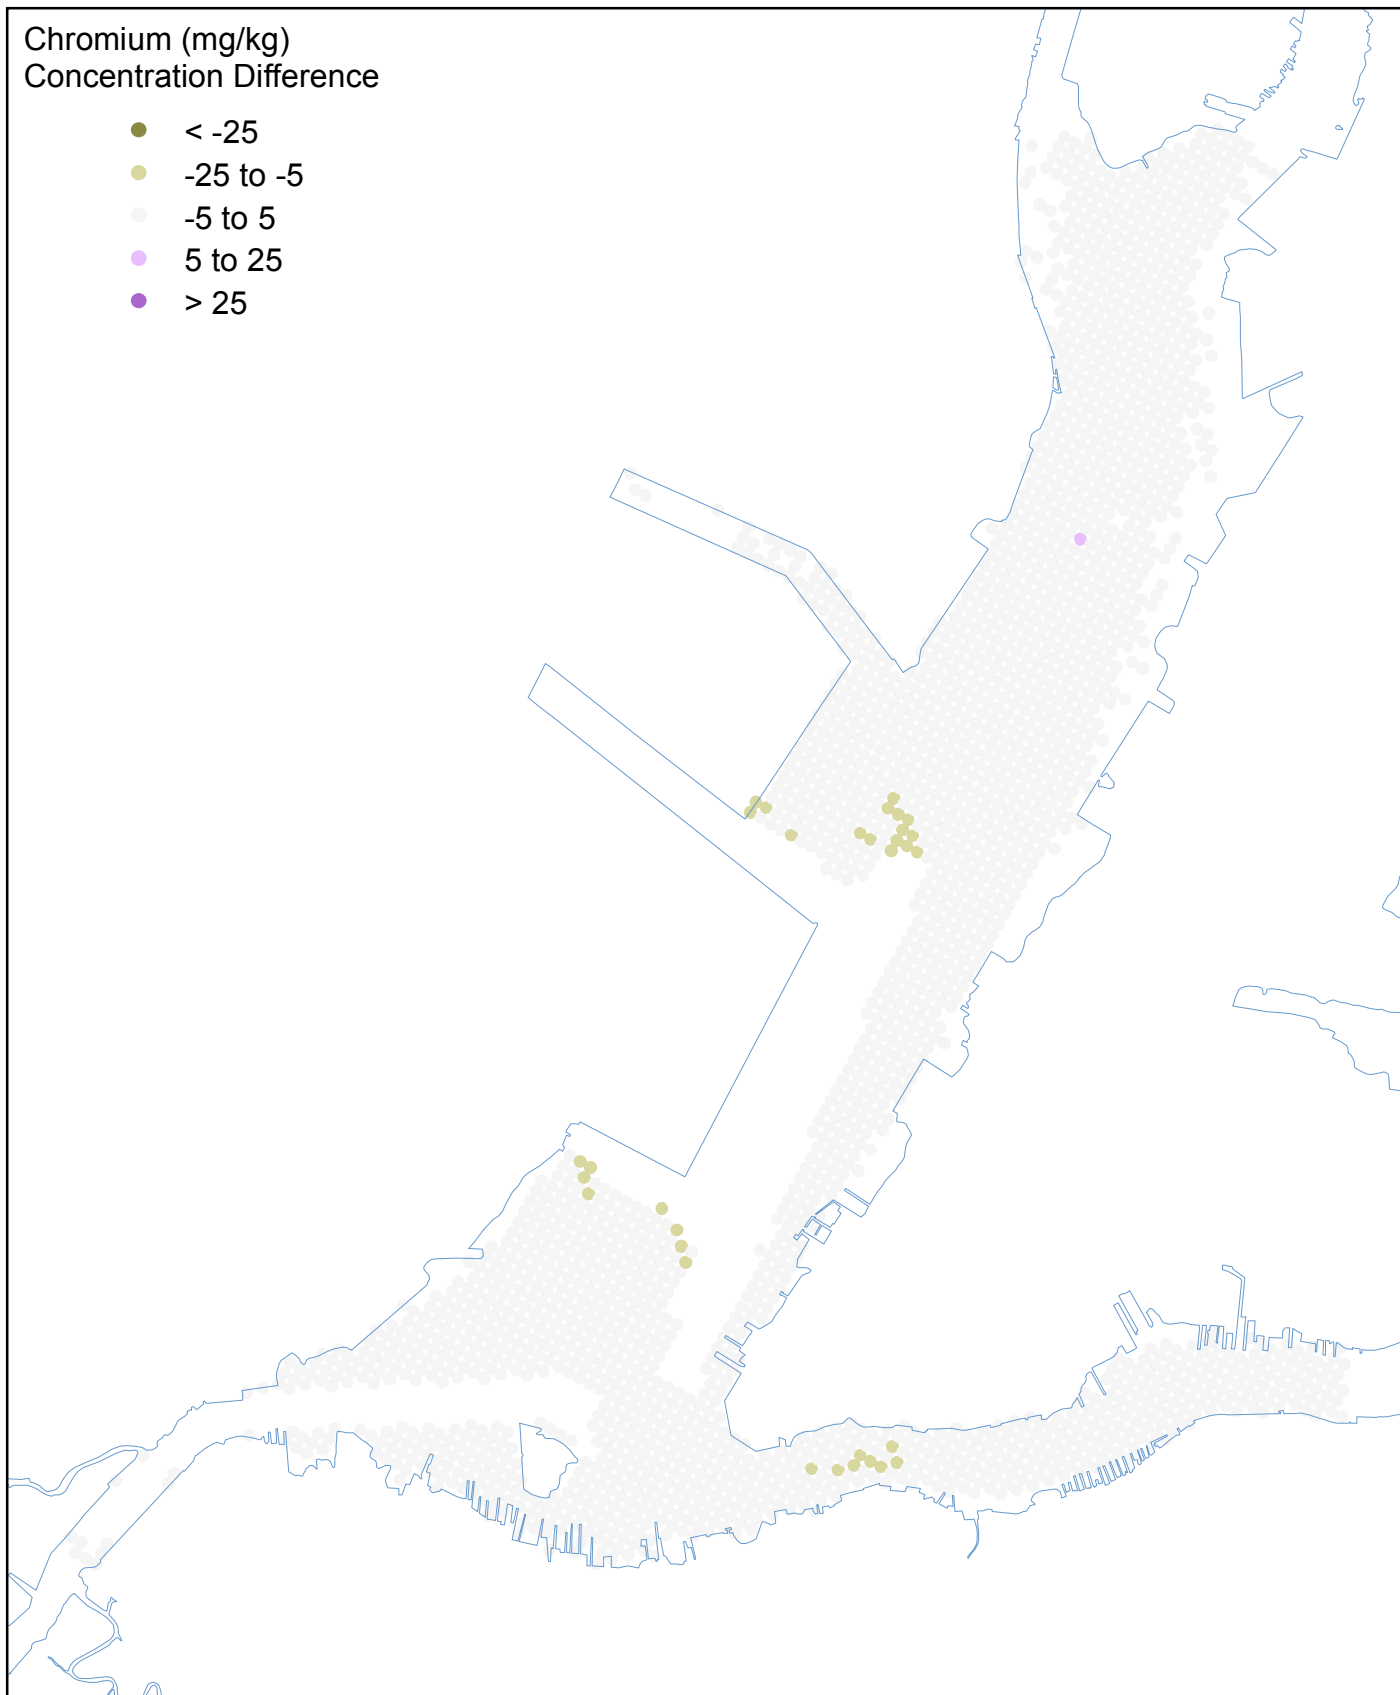 Chromium (mg/kg)
Concentration Difference
< -25
-25 to -5
-5 to 5
5 to 25
> 25